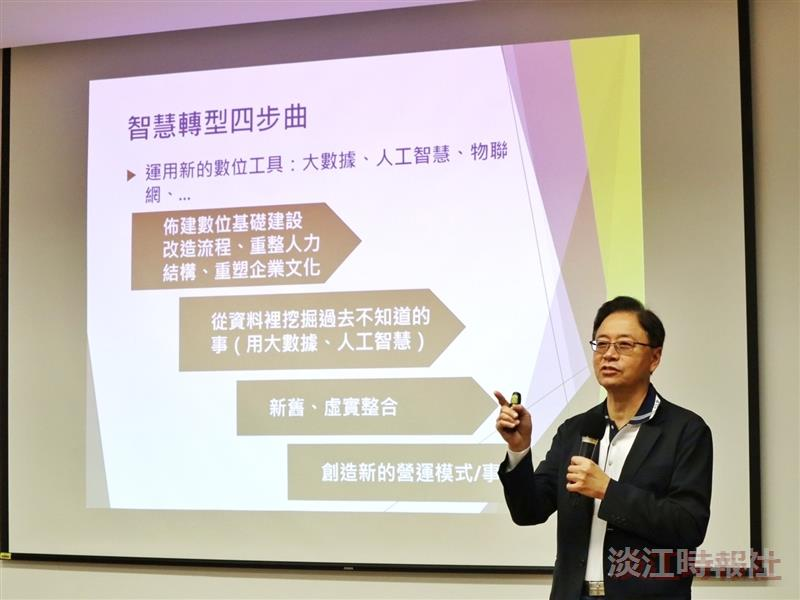 智慧轉型四步曲
運用新的數位工具：大數據、人工智慧、物聯
網、...
佈建數位基礎建設
改造流程、重整人力
結構、重塑企業文化
從資料裡挖掘過去不知道的
事（用大數據、人工智慧）
新舊、虛實整合
創造新的營運模式/事
淡江時報社